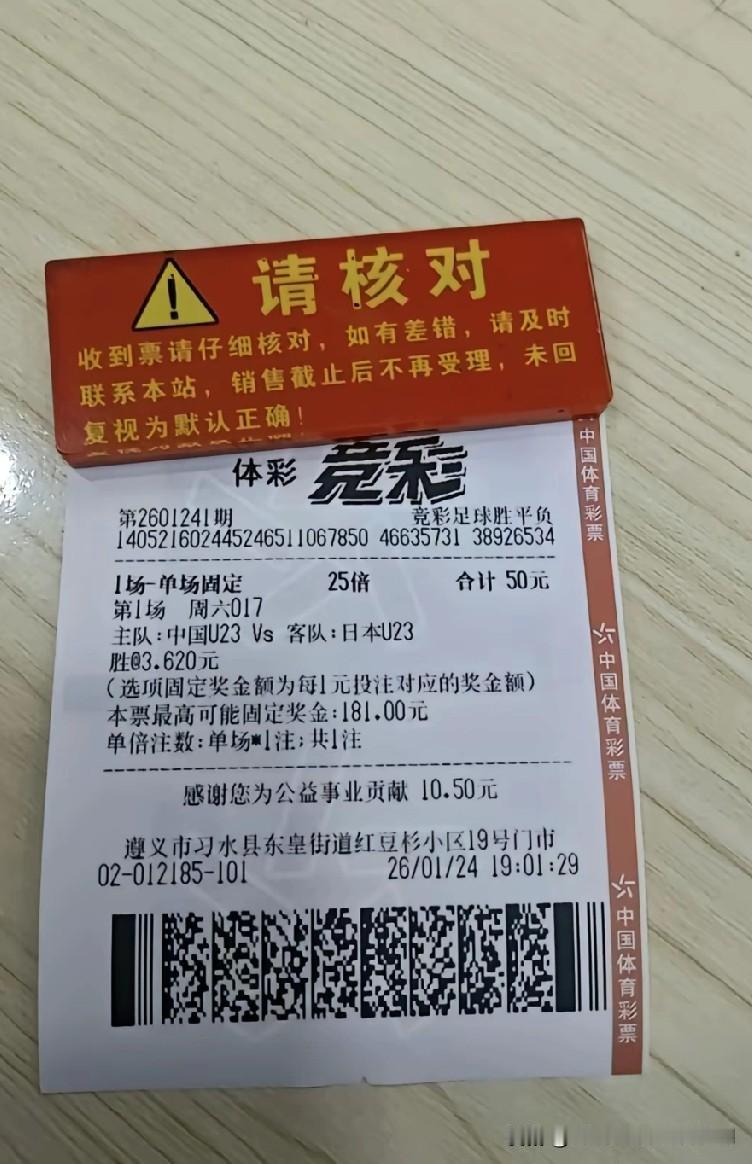 请核对
收到票请仔细核对，如有差错，请及时
联系本站，销售截止后不再受理，未回
复视为默认正确！
体彩 竞彩
第2601241期 竞彩足球胜平负
140521602445246511067850 46635731 38926534
1场-单场固定 25倍 合计 50元
第1场 周六017
主队:中国U23 Vs 客队:日本U23
胜@3.620元
(选项固定奖金额为每1元投注对应的奖金额)
本票最高可能固定奖金:181.00元
单倍注数:单场*1注;共1注
感谢您为公益事业贡献 10.50元
遵义市习水县东皇街道红豆杉小区19号门市
02-012185-101 26/01/24 19:01:29
中国体育彩票
中国体育彩票
中国体育彩票